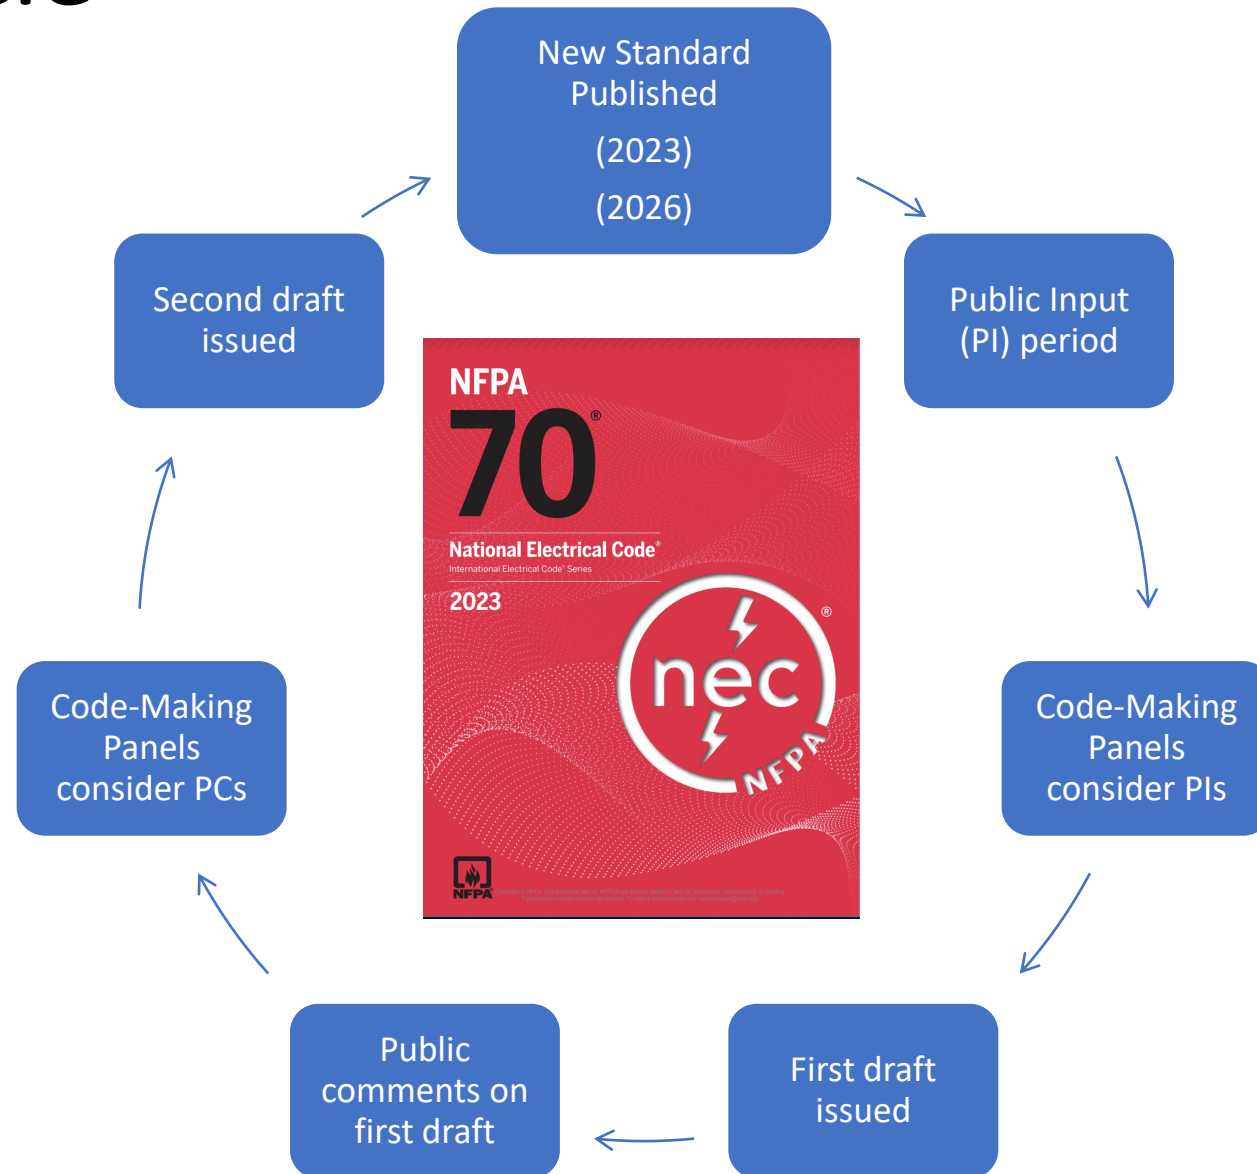 New Standard
Published
(2023)
(2026)
Public Input
(PI) period
Code-Making
Panels
consider PIs
First draft
issued
Public
comments on
first draft
Code-Making
Panels
consider PCs
Second draft
issued
NFPA
70®
National Electrical Code®
International Electrical Code® Series
2023
nec®
NFPA
NFPA